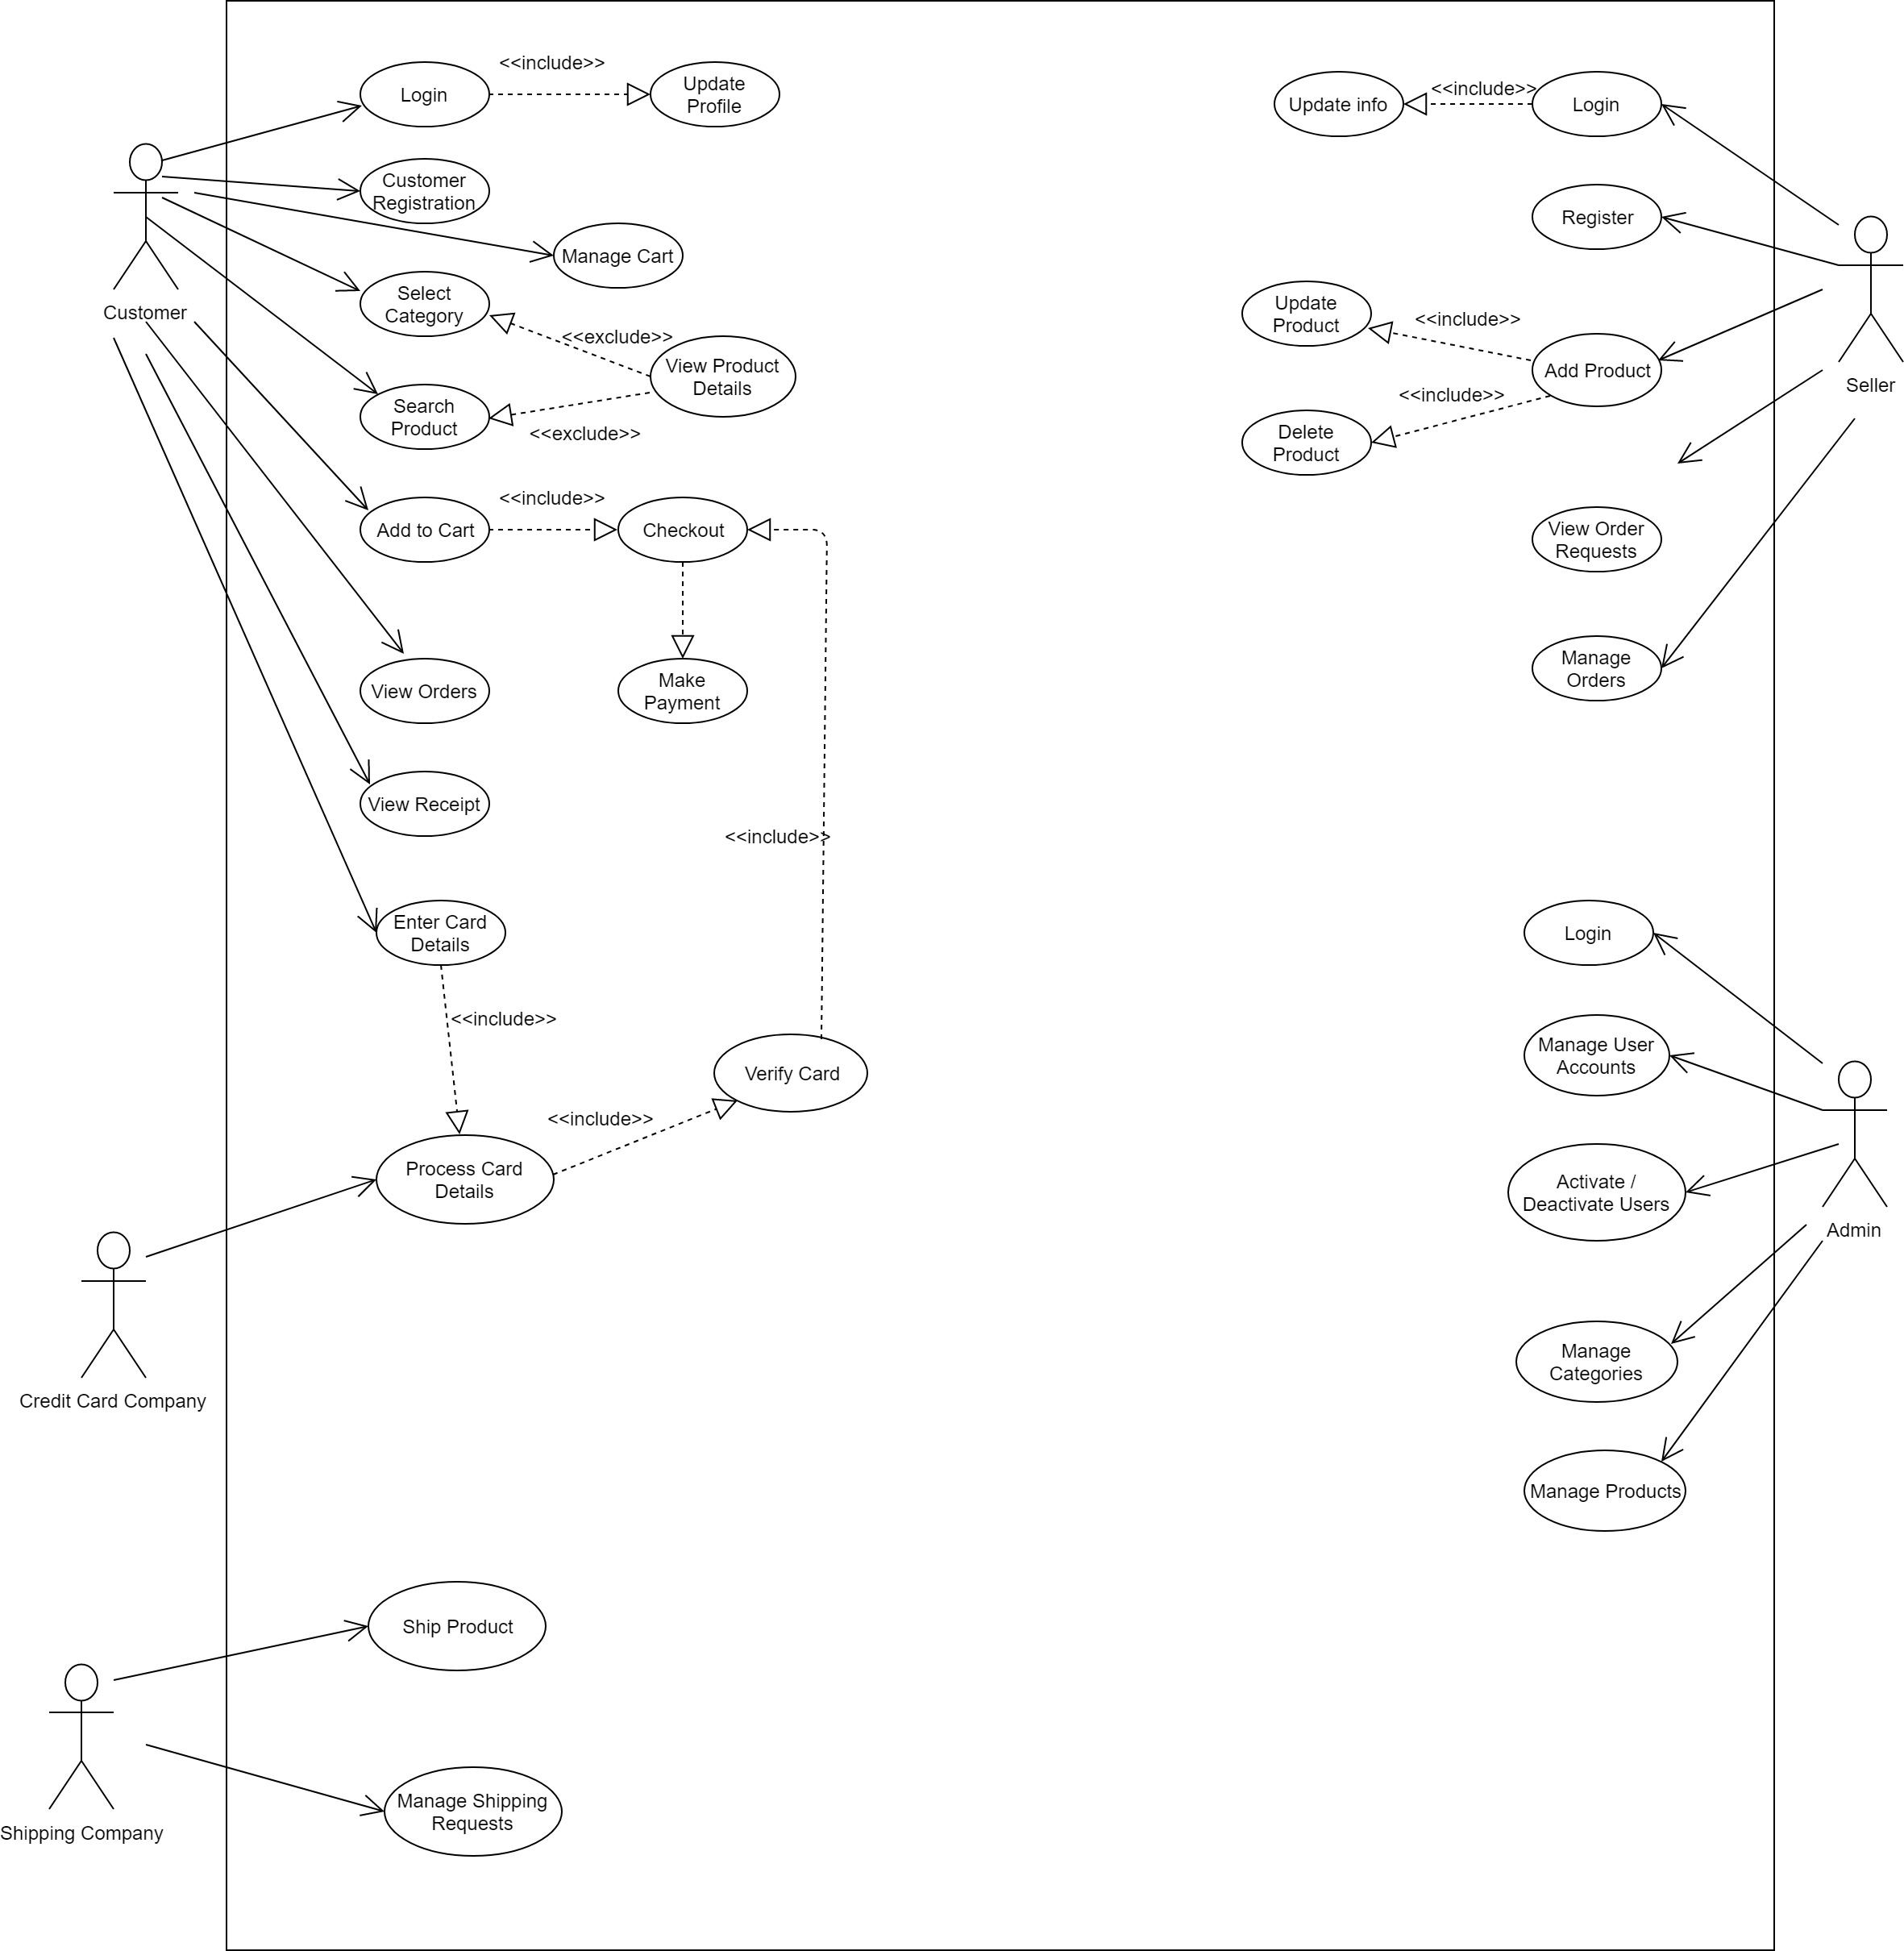 <<include>>
Login
Update
Profile
Customer
Registration
Manage Cart
Customer
Select
Category
<<exclude>>
View Product
Details
Search
Product
<<exclude>>
Add to Cart
<<include>>
Checkout
View Orders
Make
Payment
View Receipt
<<include>>
Enter Card
Details
<<include>>
Verify Card
<<include>>
Process Card
Details
Credit Card Company
Ship Product
Manage Shipping
Requests
Shipping Company
Update info
<<include>>
Login
Register
Update
Product
<<include>>
Add Product
Seller
<<include>>
Delete
Product
View Order
Requests
Manage
Orders
Login
Manage User
Accounts
Activate /
Deactivate Users
Admin
Manage
Categories
Manage Products